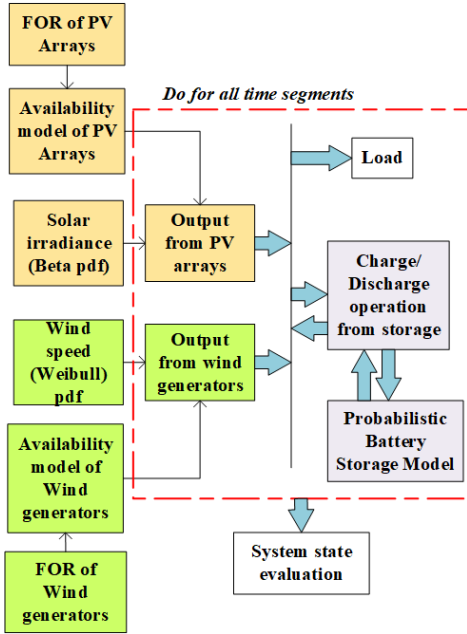 FOR of PV
Arrays
Do for all time segments
Availability
model of PV
Arrays
Load
Solar
irradiance
(Beta pdf)
Output
from PV
arrays
Charge/
Discharge
operation
from storage
Wind
speed
(Weibull)
pdf
Output
from wind
generators
Probabilistic
Battery
Storage Model
Availability
model of
Wind
generators
System state
evaluation
FOR of
Wind
generators